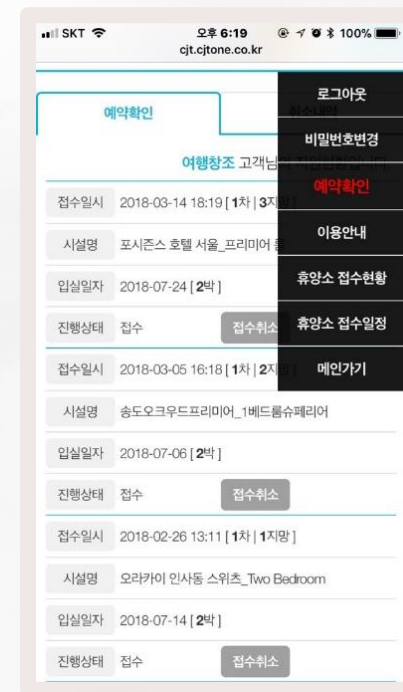 SKT 오후 6:19 100%
cjt.cjtone.co.kr
예약확인
로그아웃
비밀번호변경
예약확인
이용안내
휴양소 접수현황
휴양소 접수일정
메인가기
여행창조 고객님
접수일시 2018-03-14 18:19 [ 1차 | 3지
시설명 포시즌스 호텔 서울_프리미어
입실일자 2018-07-24 [ 2박 ]
진행상태 접수 접수취소
접수일시 2018-03-05 16:18 [ 1차 | 2지
시설명 송도오크우드프리미어_1베드룸슈페리어
입실일자 2018-07-06 [ 2박 ]
진행상태 접수 접수취소
접수일시 2018-02-26 13:11 [ 1차 | 1지망 ]
시설명 오라카이 인사동 스위츠_Two Bedroom
입실일자 2018-07-14 [ 2박 ]
진행상태 접수 접수취소